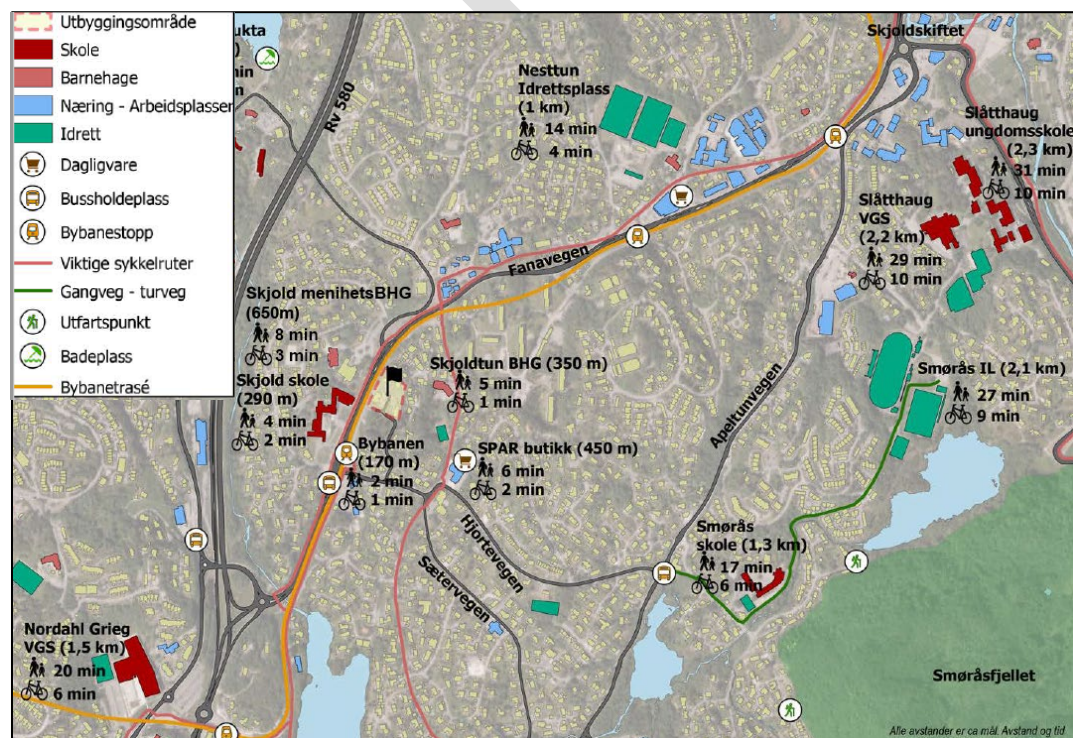 Utbyggingsområde
Skole
Barnehage
Næring - Arbeidsplasser
Idrett
Dagligvare
Bussholdeplass
Bybanestopp
Viktige sykkelruter
Gangveg - turveg
Utfartspunkt
Badeplass
Bybanetrasé
ukta
Rv 580
Nesttun
Idrettsplass
(1 km)
14 min
4 min
Skjoldskiftet
Slåtthaug
ungdomsskole
(2,3 km)
31 min
10 min
Slåtthaug
VGS
(2,2 km)
29 min
10 min
Fanavegen
Skjold menihetsBHG
(650m)
8 min
3 min
Skjold skole
(290 m)
4 min
2 min
Skjoldtun BHG (350 m)
5 min
1 min
Bybanen
(170 m)
2 min
1 min
SPAR butikk (450 m)
6 min
2 min
Apeltunvegen
Smørås IL (2,1 km)
27 min
9 min
Hjortevegen
Sætervegen
Smørås
skole (1,3 km)
17 min
6 min
Nordahl Grieg
VGS (1,5 km)
20 min
6 min
Smøråsfjellet
Alle avstander er ca mål. Avstand og tid